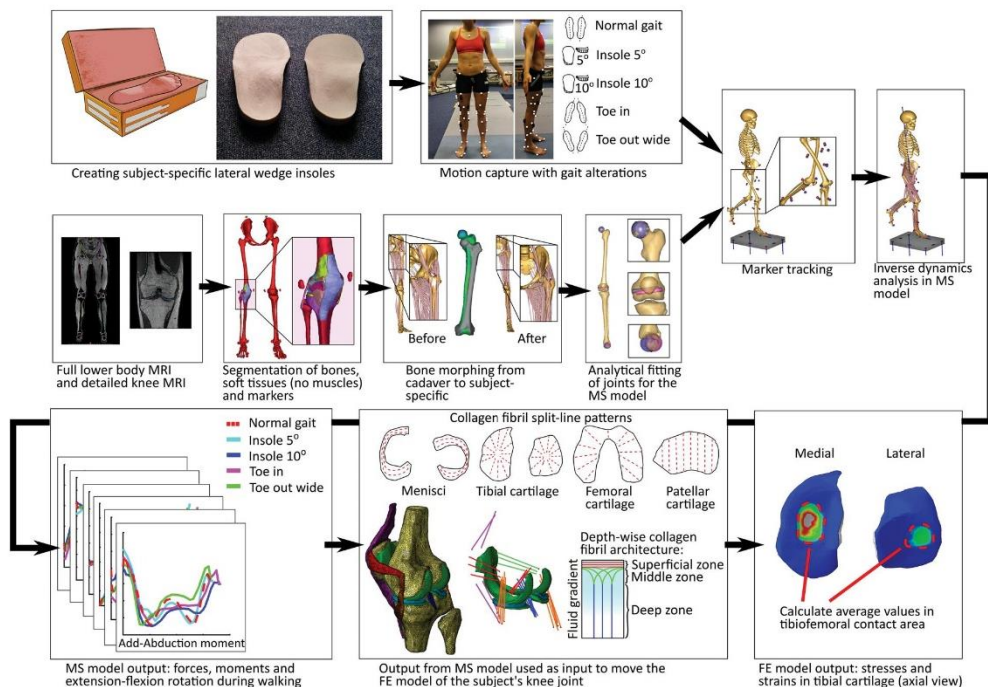 Normal gait
5° Insole 5°
10° Insole 10°
Toe in
Toe out wide
Creating subject-specific lateral wedge insoles
Motion capture with gait alterations
Marker tracking
Inverse dynamics
analysis in MS
model
Before
After
Full lower body MRI
and detailed knee MRI
Segmentation of bones,
soft tissues (no muscles)
and markers
Bone morphing from
cadaver to subject-
specific
Analytical fitting
of joints for the
MS model
Normal gait
Insole 5°
Insole 10°
Toe in
Toe out wide
Add-Abduction moment
MS model output: forces, moments and
extension-flexion rotation during walking
Collagen fibril split-line patterns
Menisci
Tibial cartilage
Femoral
cartilage
Patellar
cartilage
Depth-wise collagen
fibril architecture:
Fluid gradient
Superficial zone
Middle zone
Deep zone
Output from MS model used as input to move the
FE model of the subject's knee joint
Medial
Lateral
Calculate average values in
tibiofemoral contact area
FE model output: stresses and
strains in tibial cartilage (axial view)